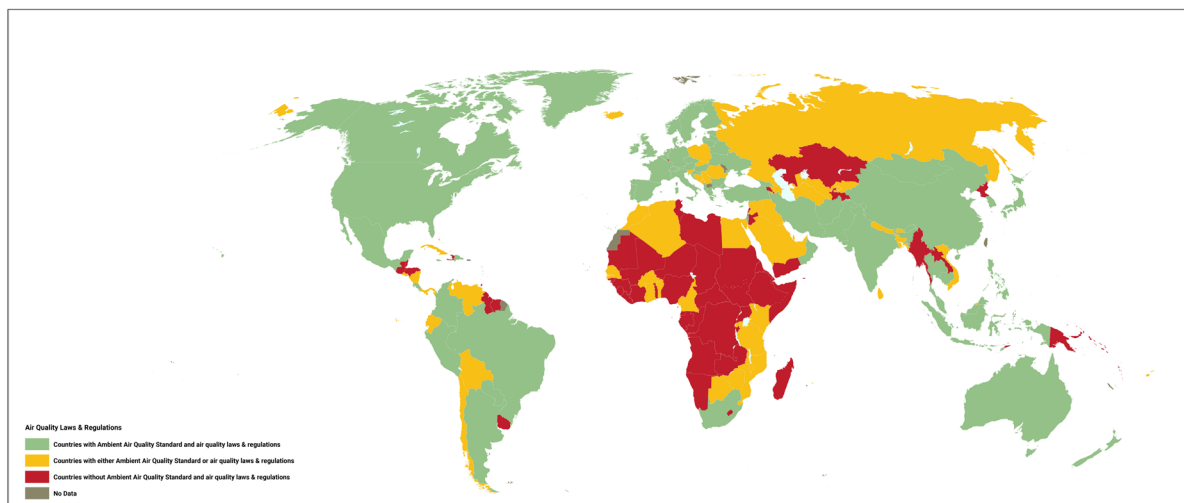 Air Quality Laws & Regulations
Countries with Ambient Air Quality Standard and air quality laws & regulations
Countries with either Ambient Air Quality Standard or air quality laws & regulations
Countries without Ambient Air Quality Standard and air quality laws & regulations
No Data